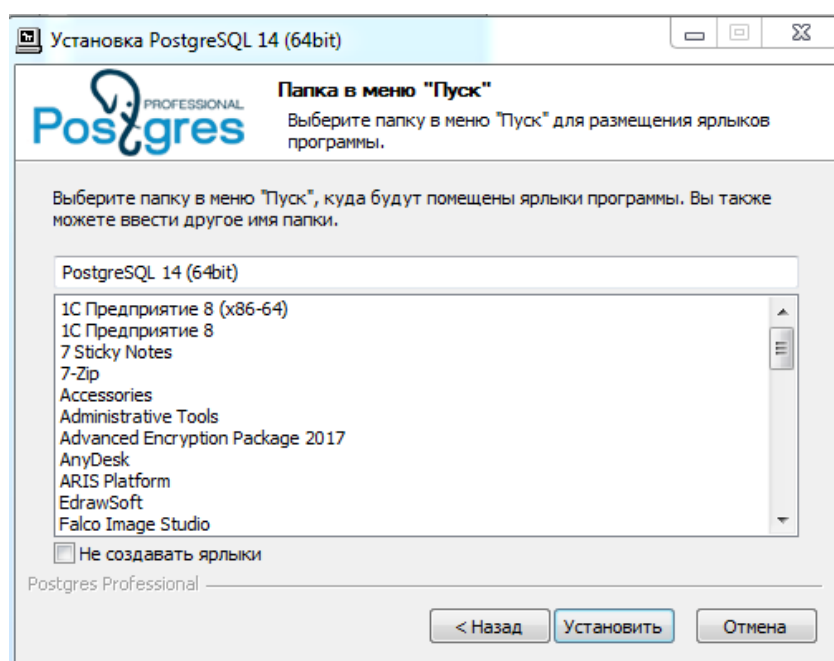 Установка PostgreSQL 14 (64bit)
PROFESSIONAL
Postgres
Папка в меню "Пуск"
Выберите папку в меню "Пуск" для размещения ярлыков
программы.
Выберите папку в меню "Пуск", куда будут помещены ярлыки программы. Вы также
можете ввести другое имя папки.
PostgreSQL 14 (64bit)
1С Предприятие 8 (x86-64)
1С Предприятие 8
7 Sticky Notes
7-Zip
Accessories
Administrative Tools
Advanced Encryption Package 2017
AnyDesk
ARIS Platform
EdrawSoft
Falco Image Studio
Не создавать ярлыки
Postgres Professional
< Назад Установить Отмена